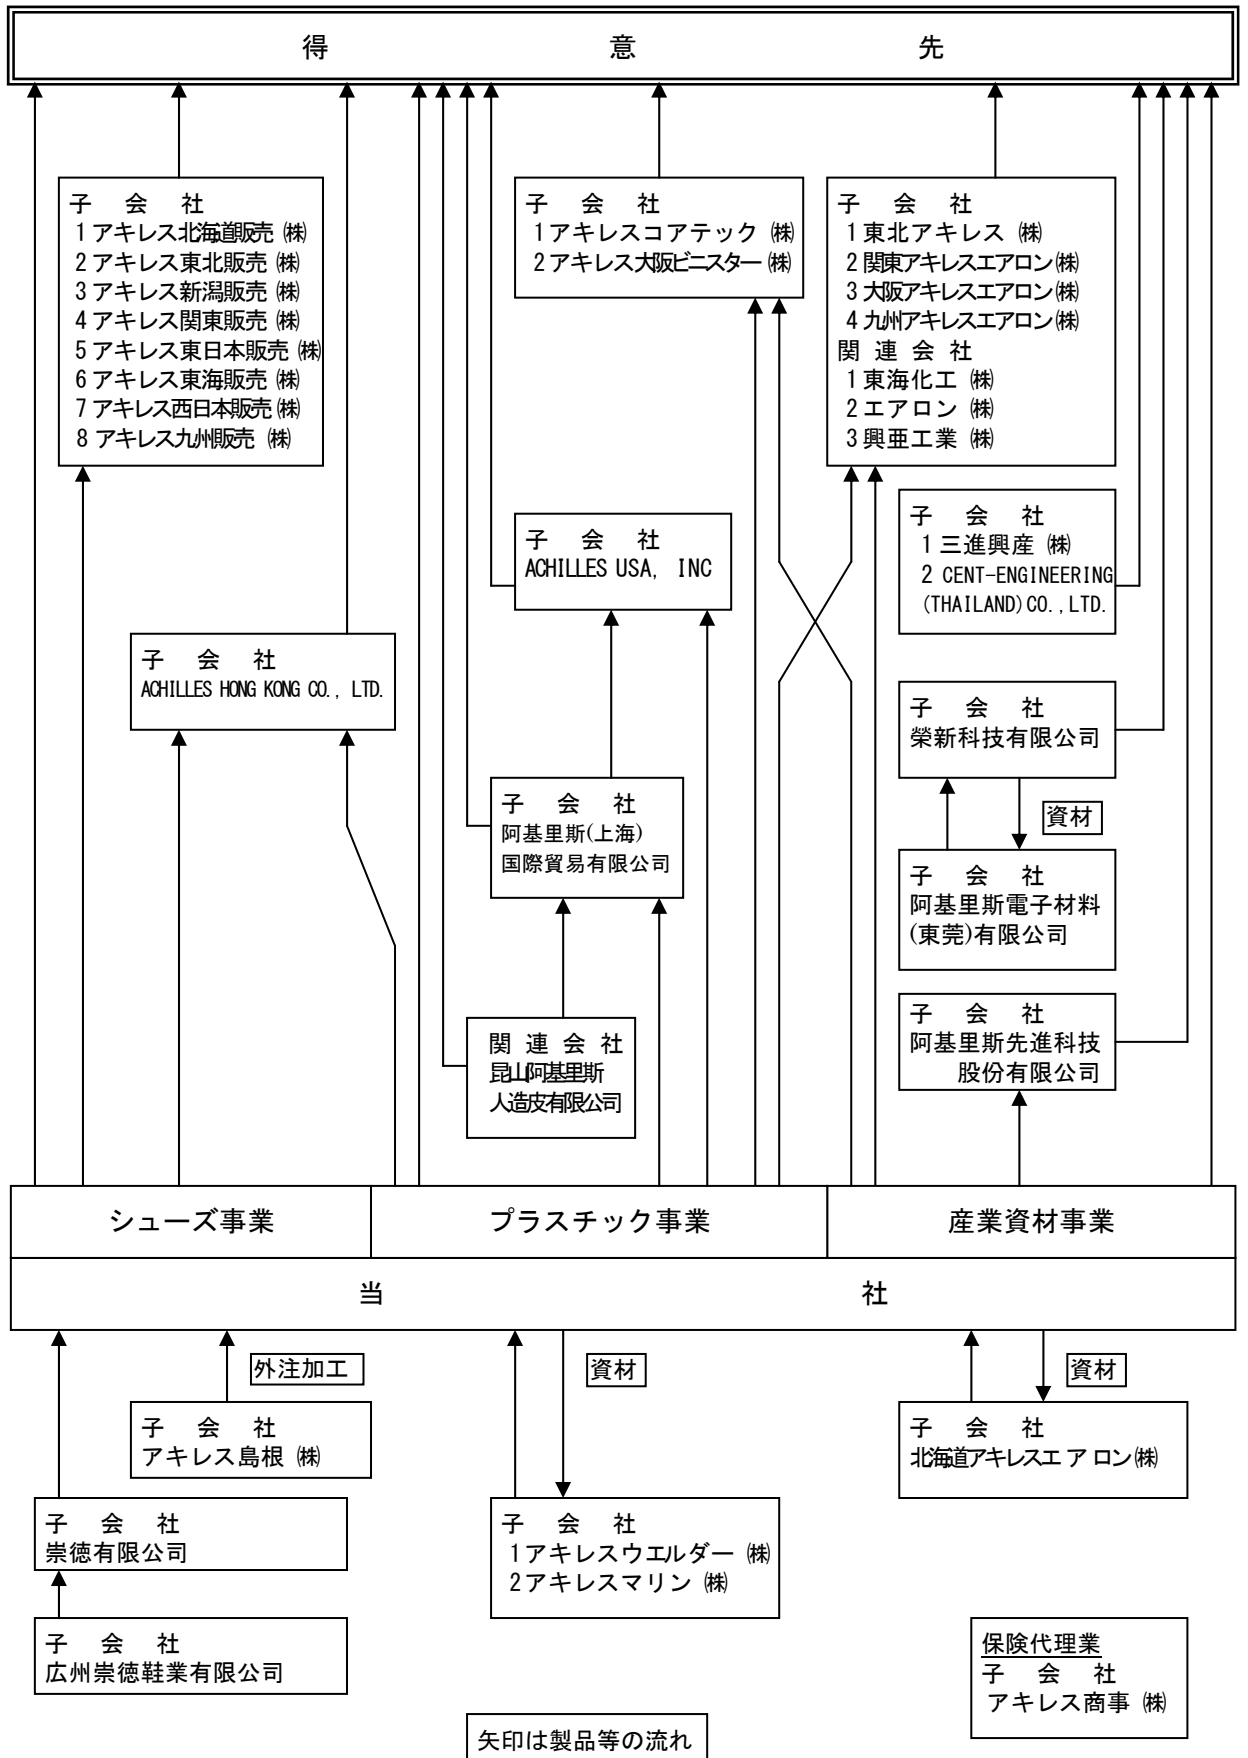 得 意 先
子 会 社
1 アキレス北海道販売 ㈱
2 アキレス東北販売 ㈱
3 アキレス新潟販売 ㈱
4 アキレス関東販売 ㈱
5 アキレス東日本販売 ㈱
6 アキレス東海販売 ㈱
7 アキレス西日本販売 ㈱
8 アキレス九州販売 ㈱
子 会 社
1 アキレスコアテック ㈱
2 アキレス大阪ビニスター ㈱
子 会 社
1 東北アキレス ㈱
2 関東アキレスエアロン ㈱
3 大阪アキレスエアロン ㈱
4 九州アキレスエアロン ㈱
関 連 会 社
1 東海化工 ㈱
2 エアロン ㈱
3 興亜工業 ㈱
子 会 社
1 三進興産 ㈱
2 CENT-ENGINEERING
(THAILAND) CO., LTD.
子 会 社
ACHILLES USA, INC
子 会 社
ACHILLES HONG KONG CO., LTD.
子 会 社
榮新科技有限公司
資材
子 会 社
阿基里斯(上海)
国際貿易有限公司
子 会 社
阿基里斯電子材料
(東莞)有限公司
子 会 社
阿基里斯先進科技
股份有限公司
関 連 会 社
昆山阿基里斯
人造皮有限公司
シューズ事業
プラスチック事業
産業資材事業
当 社
外注加工
資材
資材
子 会 社
アキレス島根 ㈱
子 会 社
北海道アキレスエアロン ㈱
子 会 社
崇徳有限公司
子 会 社
1 アキレスウエルダー ㈱
2 アキレスマリン ㈱
子 会 社
広州崇徳鞋業有限公司
保険代理業
子 会 社
アキレス商事 ㈱
矢印は製品等の流れ